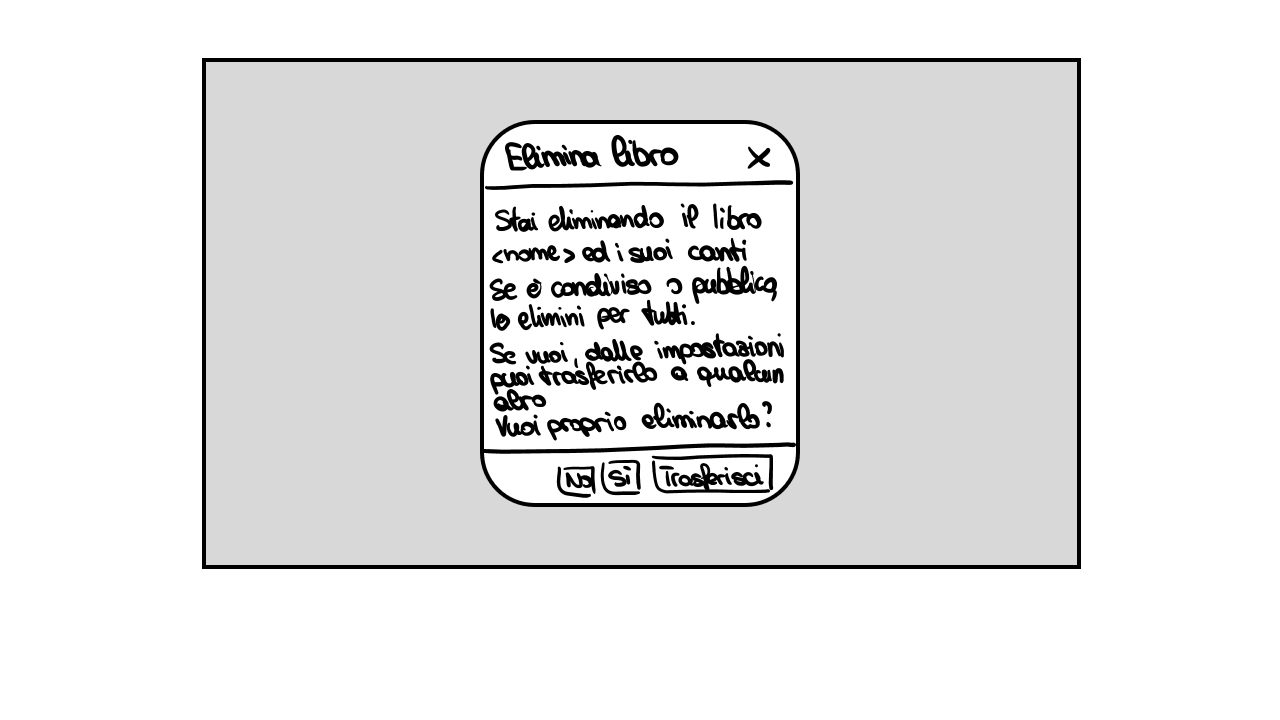 Elimina libro X
Stai eliminando il libro
<nome> ed i suoi canti
Se è condiviso o pubblico,
lo elimini per tutti.
Se vuoi, dalle impostazioni
puoi trasferirlo a qualcun
altro
Vuoi proprio eliminarlo?
No Sì Trasferisci